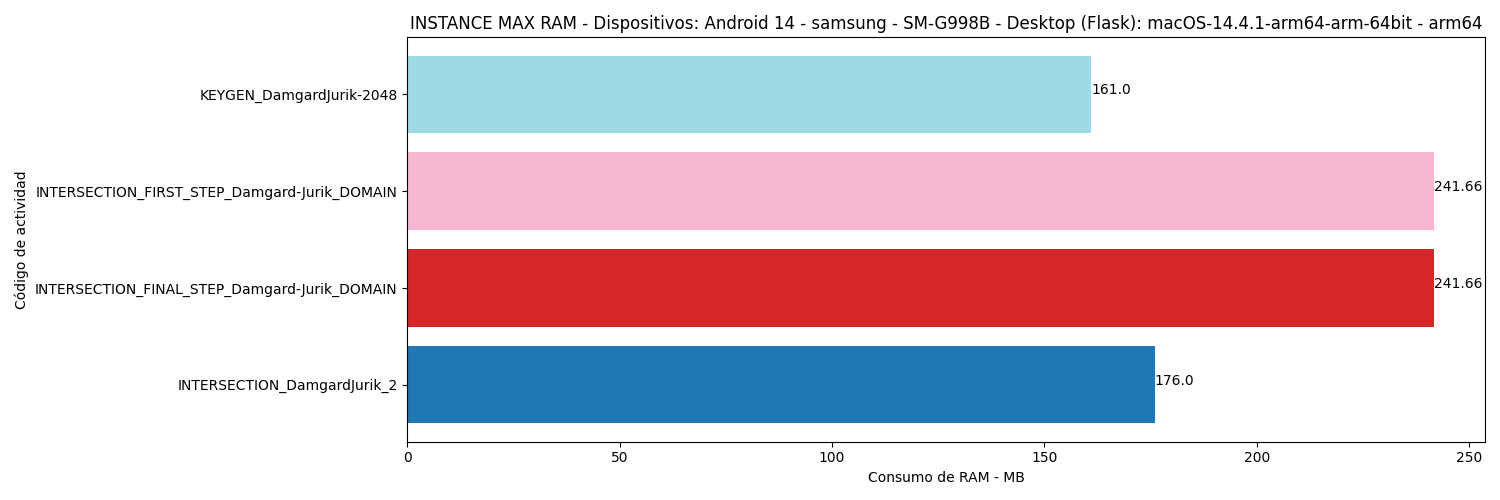 INSTANCE MAX RAM - Dispositivos: Android 14 - samsung - SM-G998B - Desktop (Flask): macOS-14.4.1-arm64-arm-64bit - arm64
Código de actividad
KEYGEN_DamgardJurik-2048
161.0
INTERSECTION_FIRST_STEP_Damgard-Jurik_DOMAIN
241.66
INTERSECTION_FINAL_STEP_Damgard-Jurik_DOMAIN
241.66
INTERSECTION_DamgardJurik_2
176.0
0 50 100 150 200 250
Consumo de RAM - MB